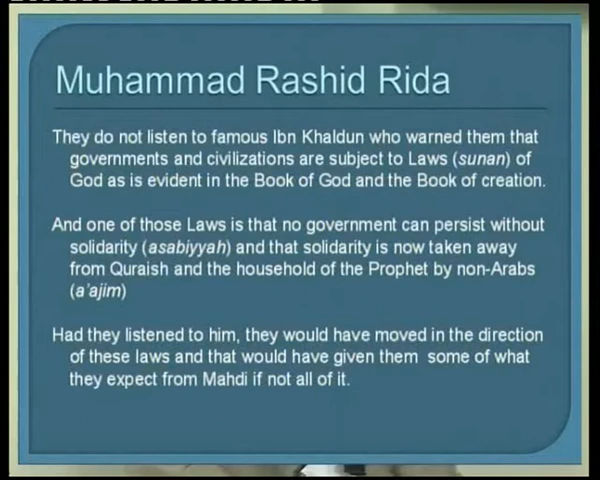 Muhammad Rashid Rida
They do not listen to famous Ibn Khaldun who warned them that
governments and civilizations are subject to Laws (sunan) of
God as is evident in the Book of God and the Book of creation.
And one of those Laws is that no government can persist without
solidarity (asabiyyah) and that solidarity is now taken away
from Quraish and the household of the Prophet by non-Arabs
(a'ajim)
Had they listened to him, they would have moved in the direction
of these laws and that would have given them some of what
they expect from Mahdi if not all of it.